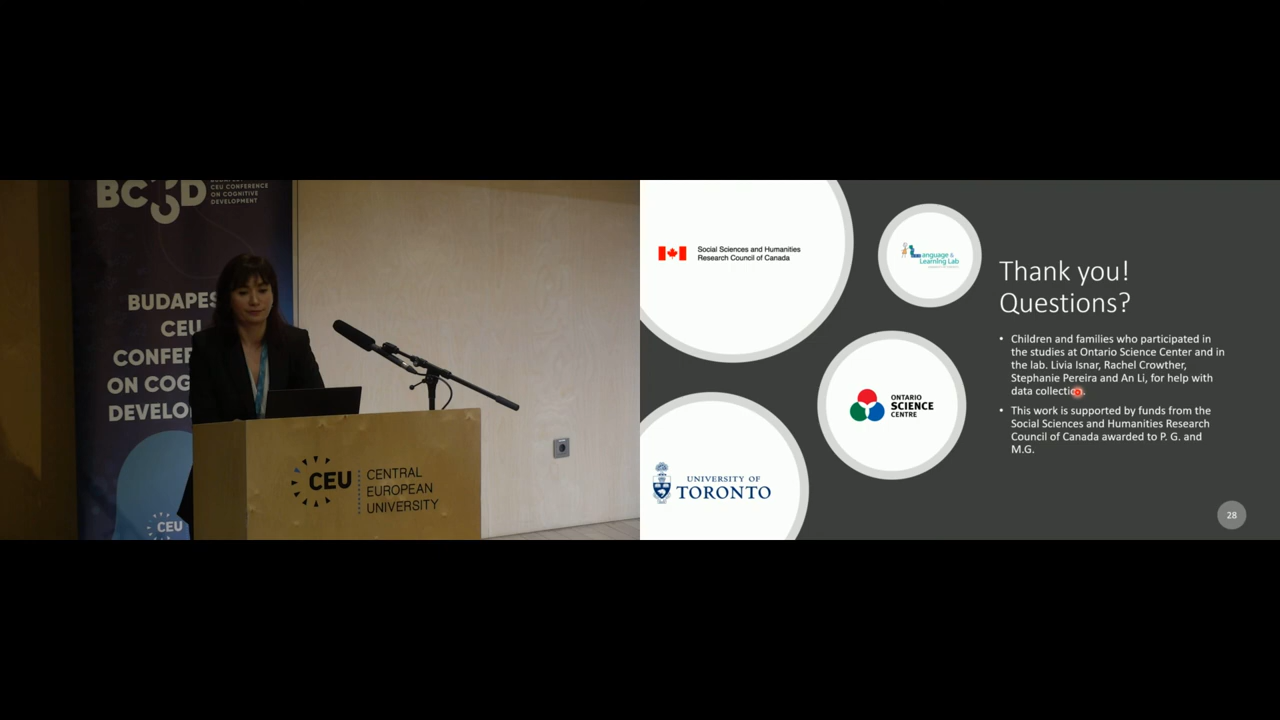 BC D
CEU CONFERENCE
ON COGNITIVE
DEVELOPMENT
BUDAPES
CEU
CONFE
ON COG
DEVELO
CEU
CEU
CENTRAL
EUROPEAN
UNIVERSITY
Social Sciences and Humanities
Research Council of Canada
Language &
Learning Lab
ONTARIO
SCIENCE
CENTRE
UNIVERSITY OF
TORONTO
Thank you!
Questions?
• Children and families who participated in
the studies at Ontario Science Center and in
the lab. Livia Isnar, Rachel Crowther,
Stephanie Pereira and An Li, for help with
data collection.
• This work is supported by funds from the
Social Sciences and Humanities Research
Council of Canada awarded to P. G. and
M.G.
28